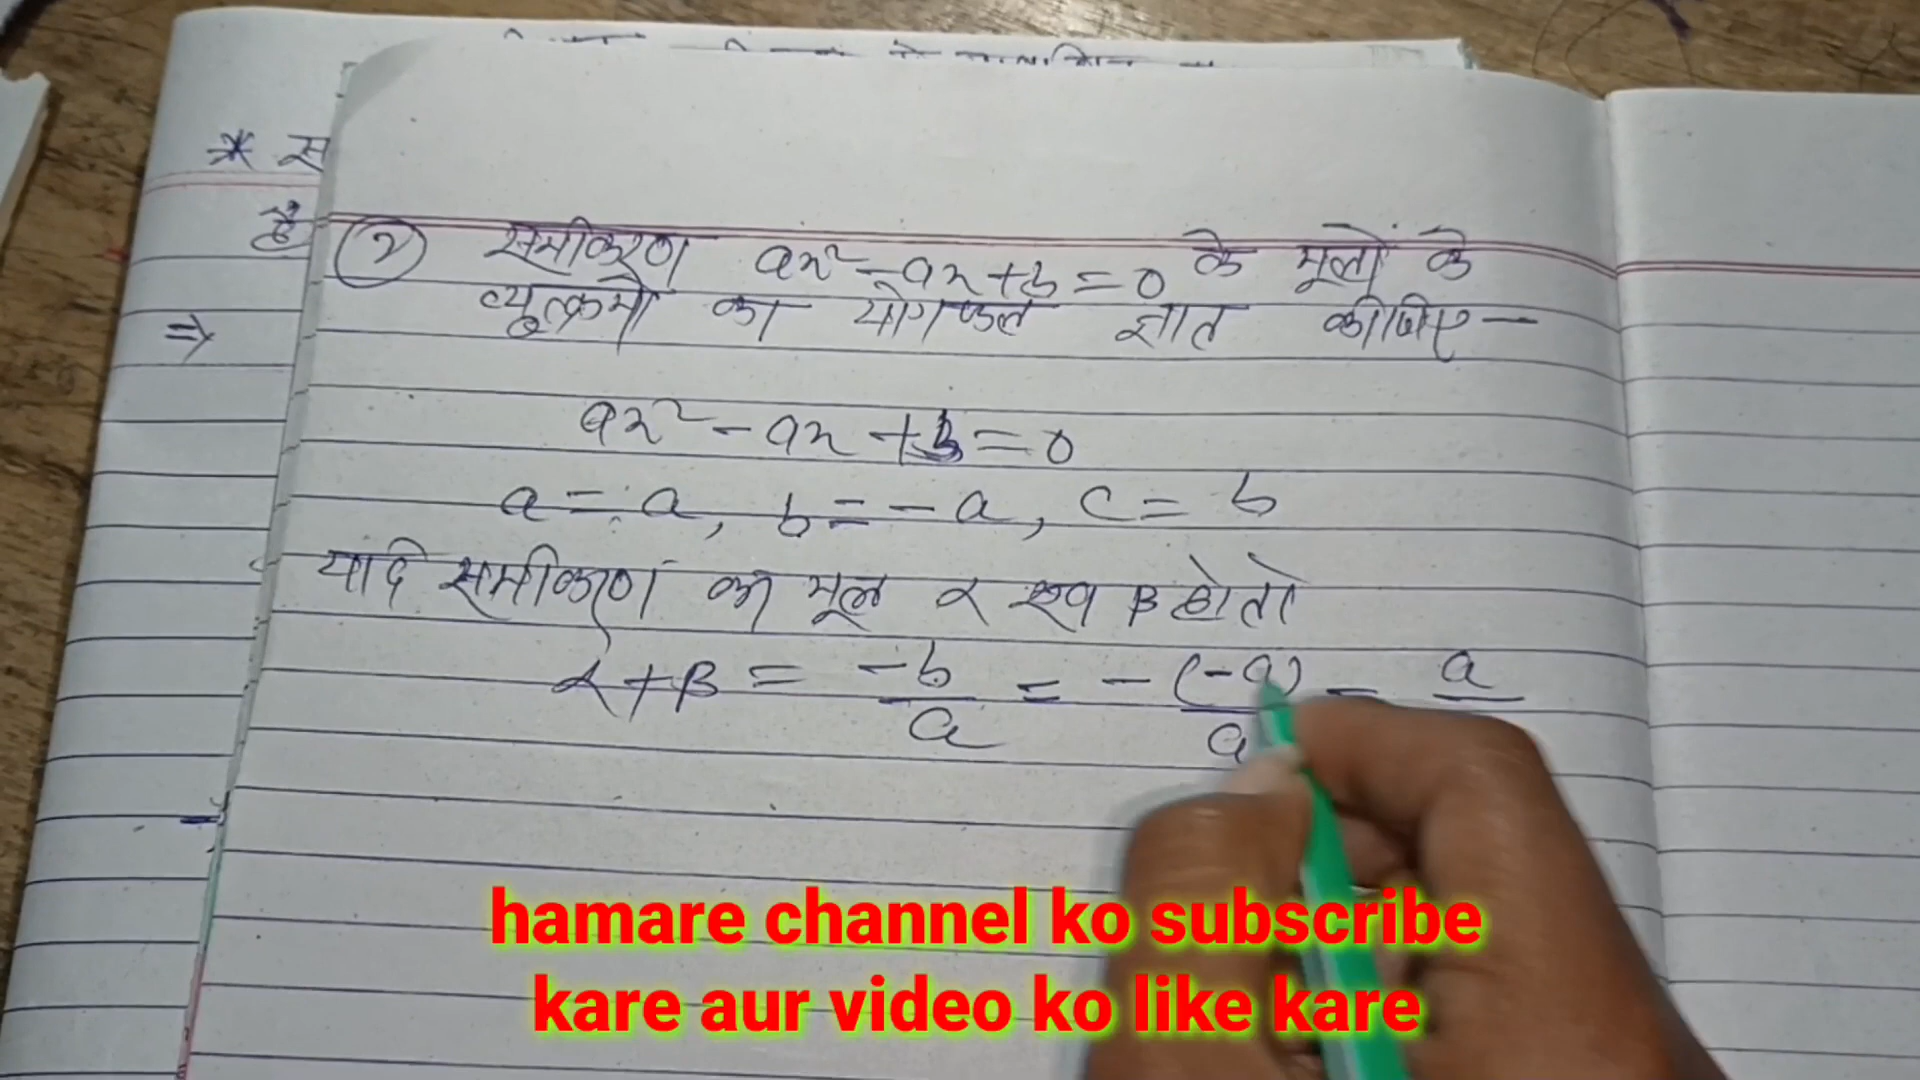 * स
है
⇒
(2) समीकरण ax² - ax + b = 0 के मूलों के
व्यूत्क्रमो का योगफल ज्ञात कीजिए —
ax² - ax + b = 0
a = a, b = - a, c = b
यदि समीकरण का मूल α एव β हो तो
α + β = -b/a = -(-a)/a = a
hamare channel ko subscribe
kare aur video ko like kare